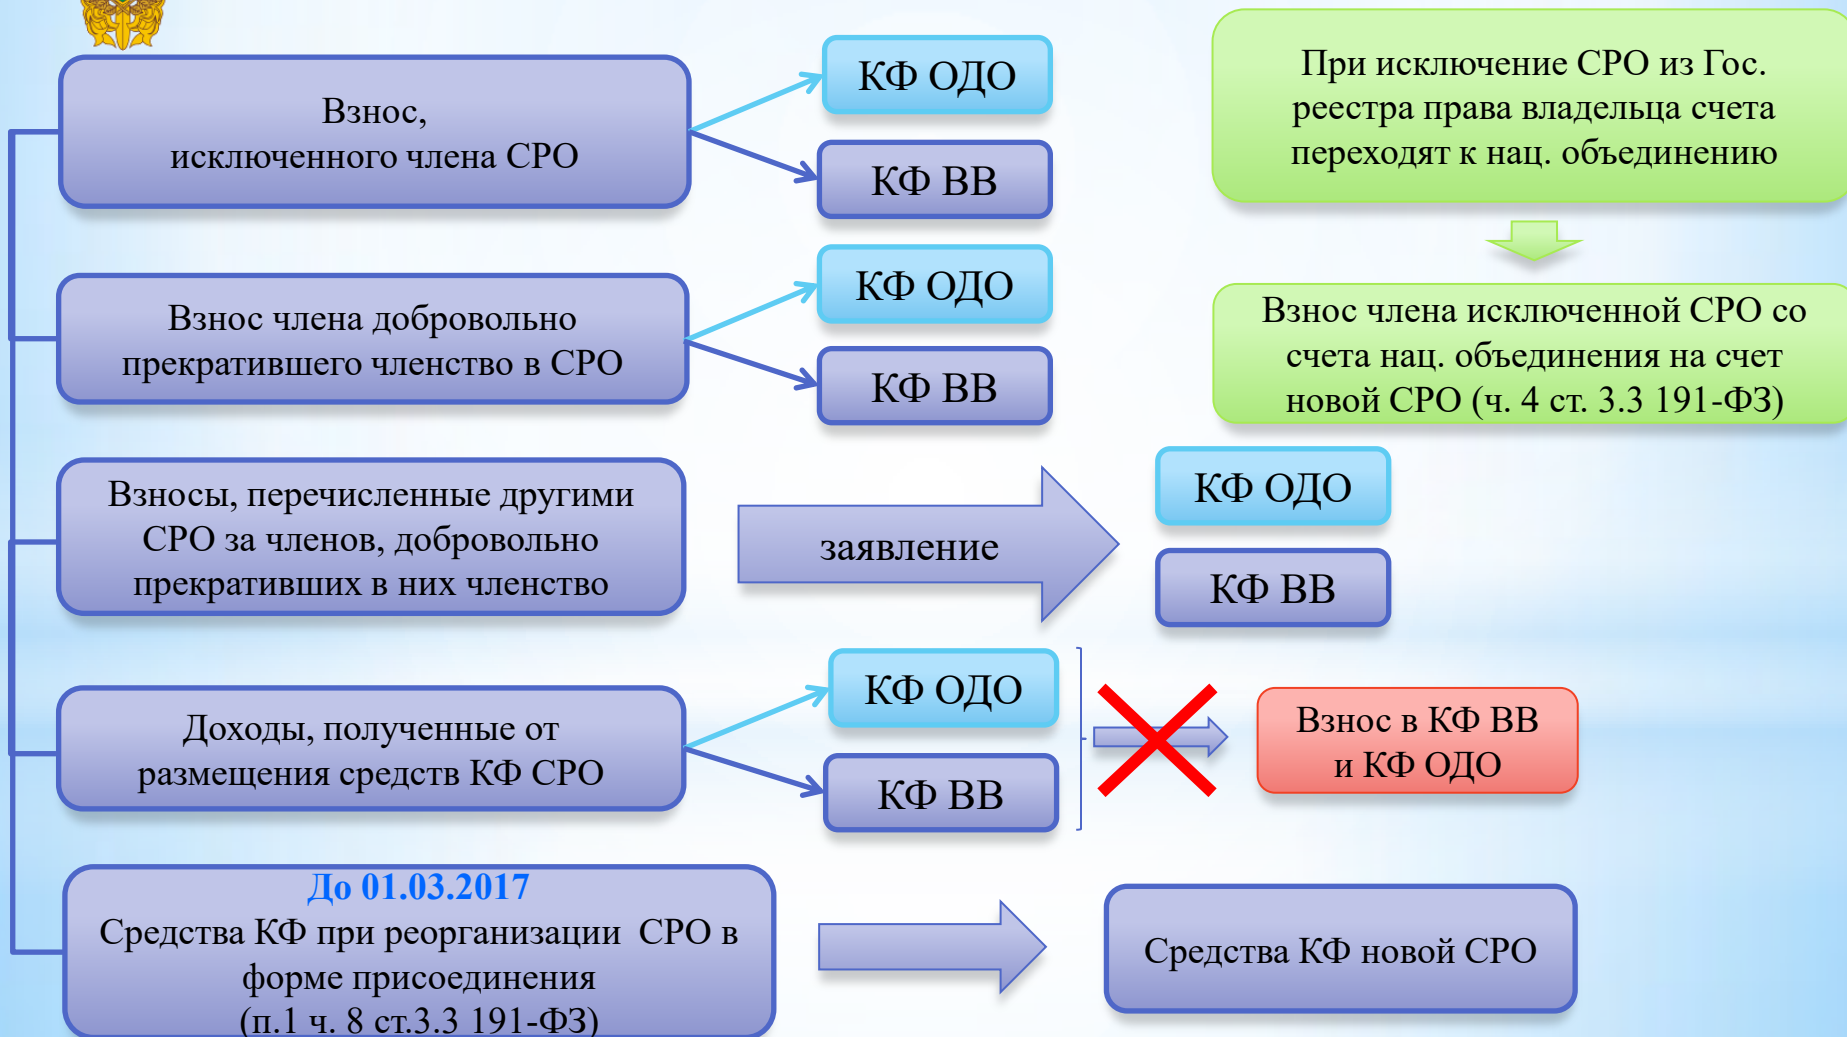 Взнос,
исключенного члена СРО
КФ ОДО
КФ ВВ
При исключение СРО из Гос.
реестра права владельца счета
переходят к нац. объединению
Взнос члена добровольно
прекратившего членство в СРО
КФ ОДО
КФ ВВ
Взнос члена исключенной СРО со
счета нац. объединения на счет
новой СРО (ч. 4 ст. 3.3 191-ФЗ)
Взносы, перечисленные другими
СРО за членов, добровольно
прекративших в них членство
заявление
КФ ОДО
КФ ВВ
Доходы, полученные от
размещения средств КФ СРО
КФ ОДО
КФ ВВ
Взнос в КФ ВВ
и КФ ОДО
До 01.03.2017
Средства КФ при реорганизации СРО в
форме присоединения
(п.1 ч. 8 ст.3.3 191-ФЗ)
Средства КФ новой СРО